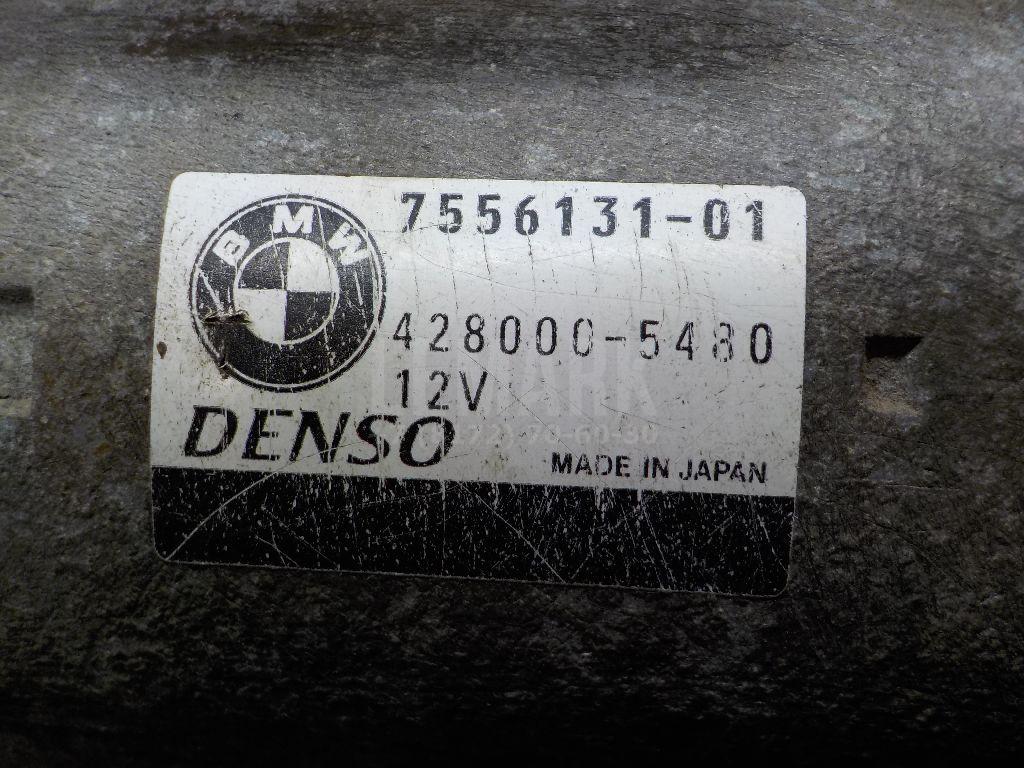 BMW
7556131-01
428000-5480
12V
DENSO
MADE IN JAPAN